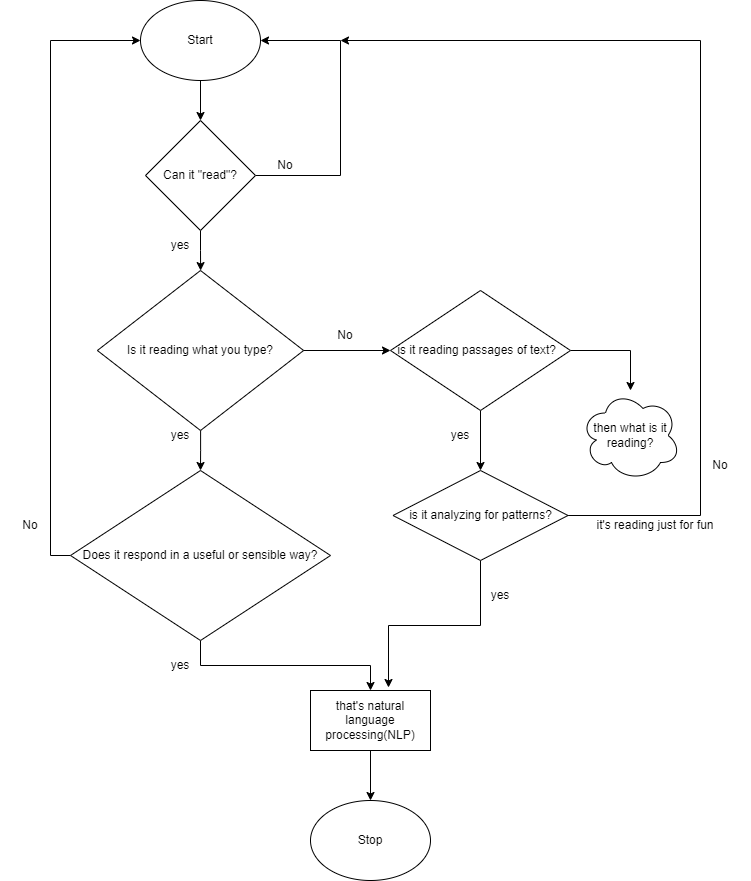 Start
Can it "read"?
No
yes
Is it reading what you type?
No
is it reading passages of text?
then what is it
reading?
yes
yes
No
is it analyzing for patterns?
it's reading just for fun
No
Does it respond in a useful or sensible way?
yes
yes
that's natural
language
processing(NLP)
Stop